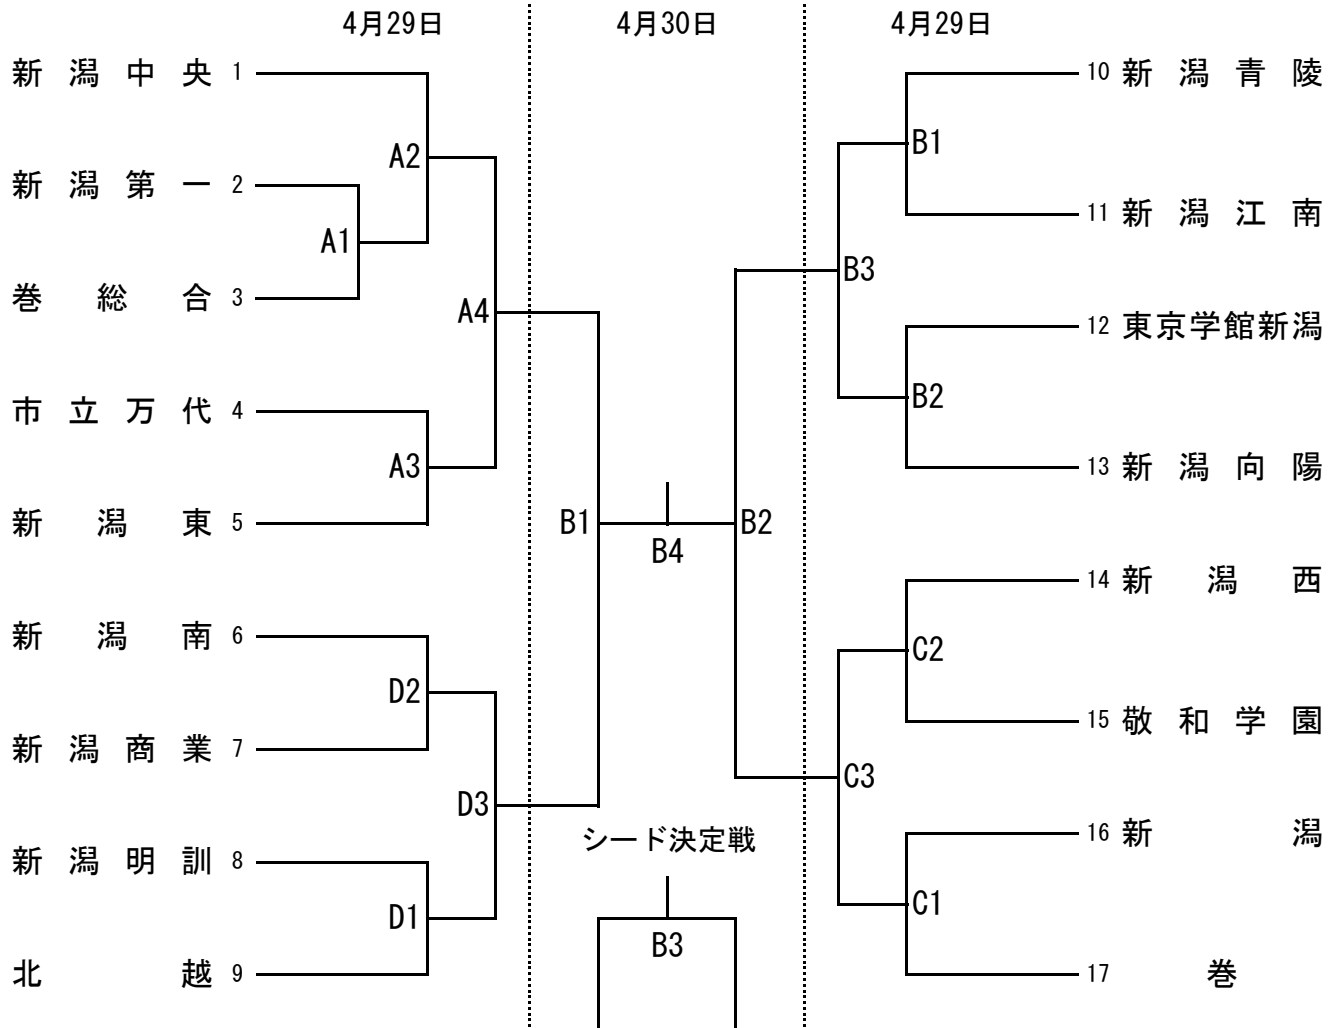 4月29日 4月30日 4月29日
新潟中央 1
新潟第一 2
巻総合 3
市立万代 4
新潟東 5
新潟南 6
新潟商業 7
新潟明訓 8
北越 9
A2
A1
A4
A3
D2
D3
D1
B1
B4
B2
シード決定戦
B3
B1
B3
B2
C2
C3
C1
10 新潟青陵
11 新潟江南
12 東京学館新潟
13 新潟向陽
14 新潟西
15 敬和学園
16 新潟
17 巻